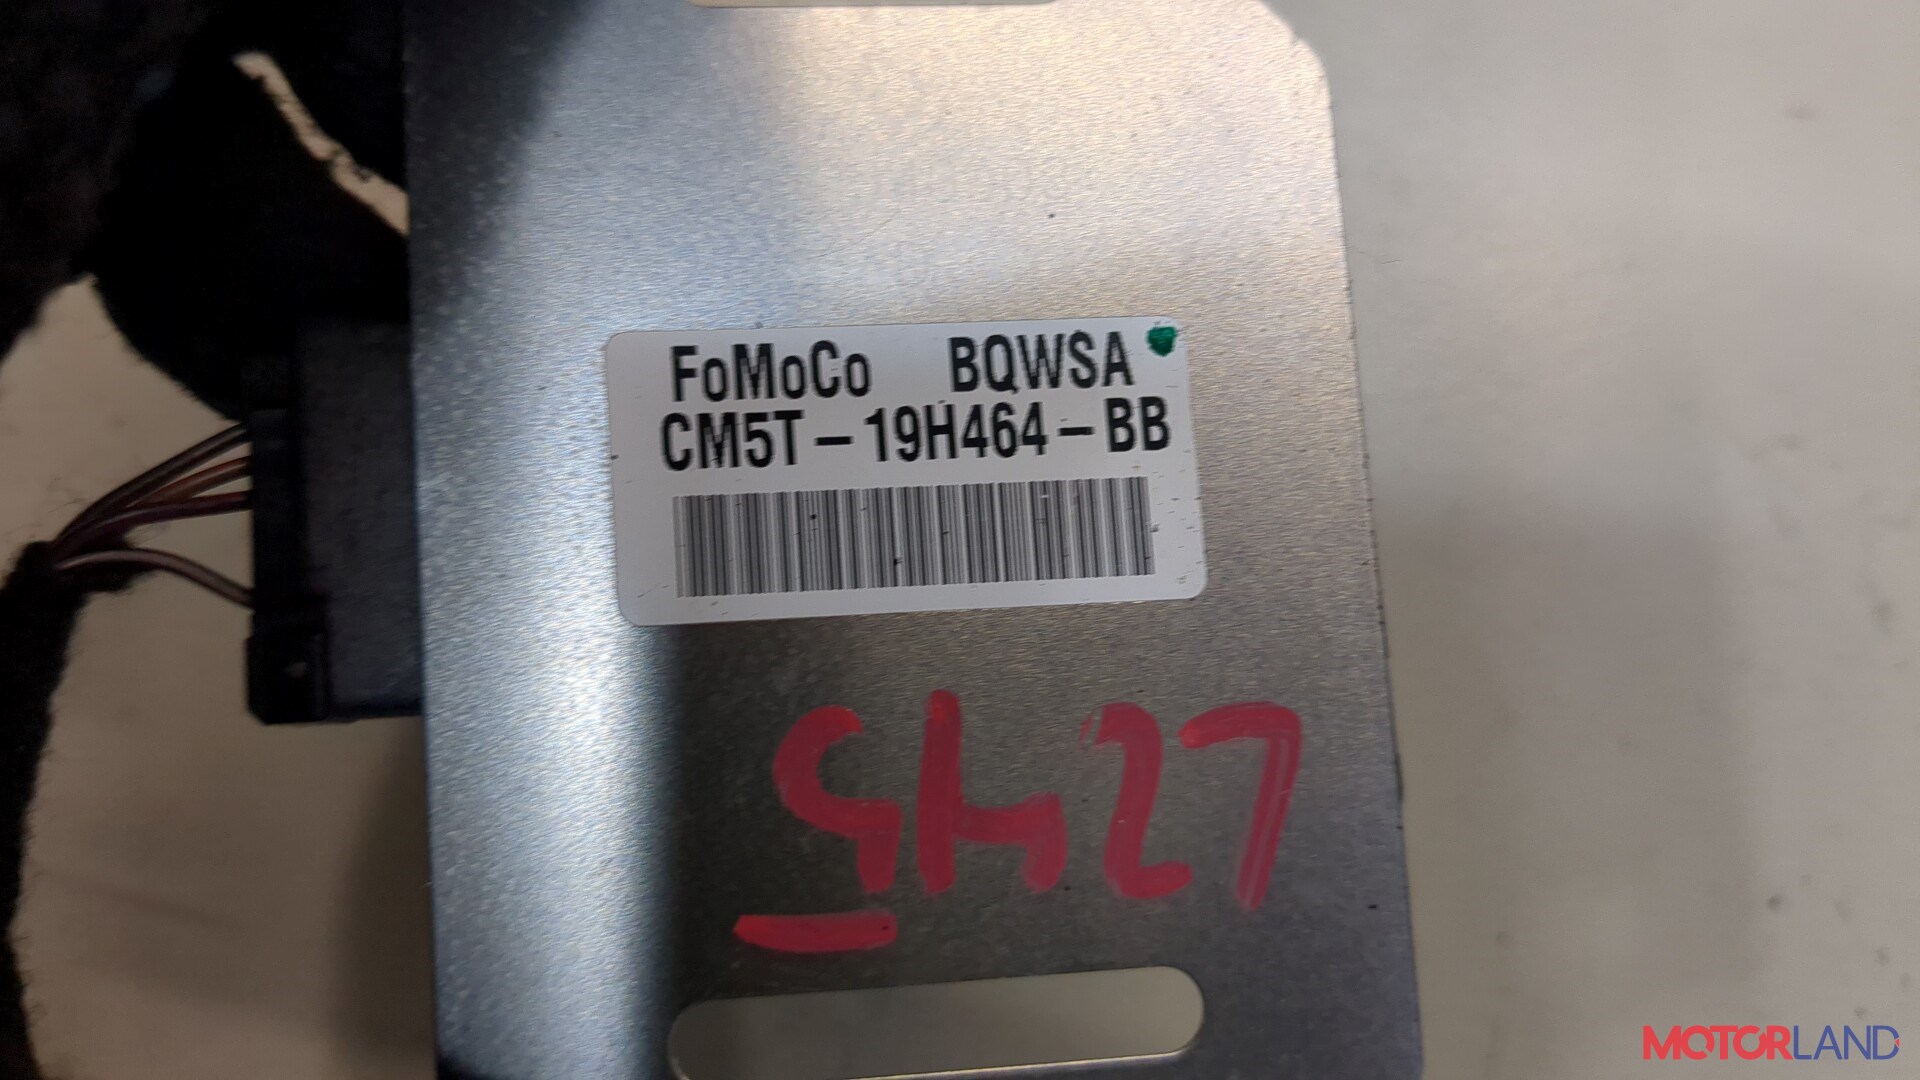 FoMoCo BQWSA
CM5T-19H464-BB
5427
MOTORLAND